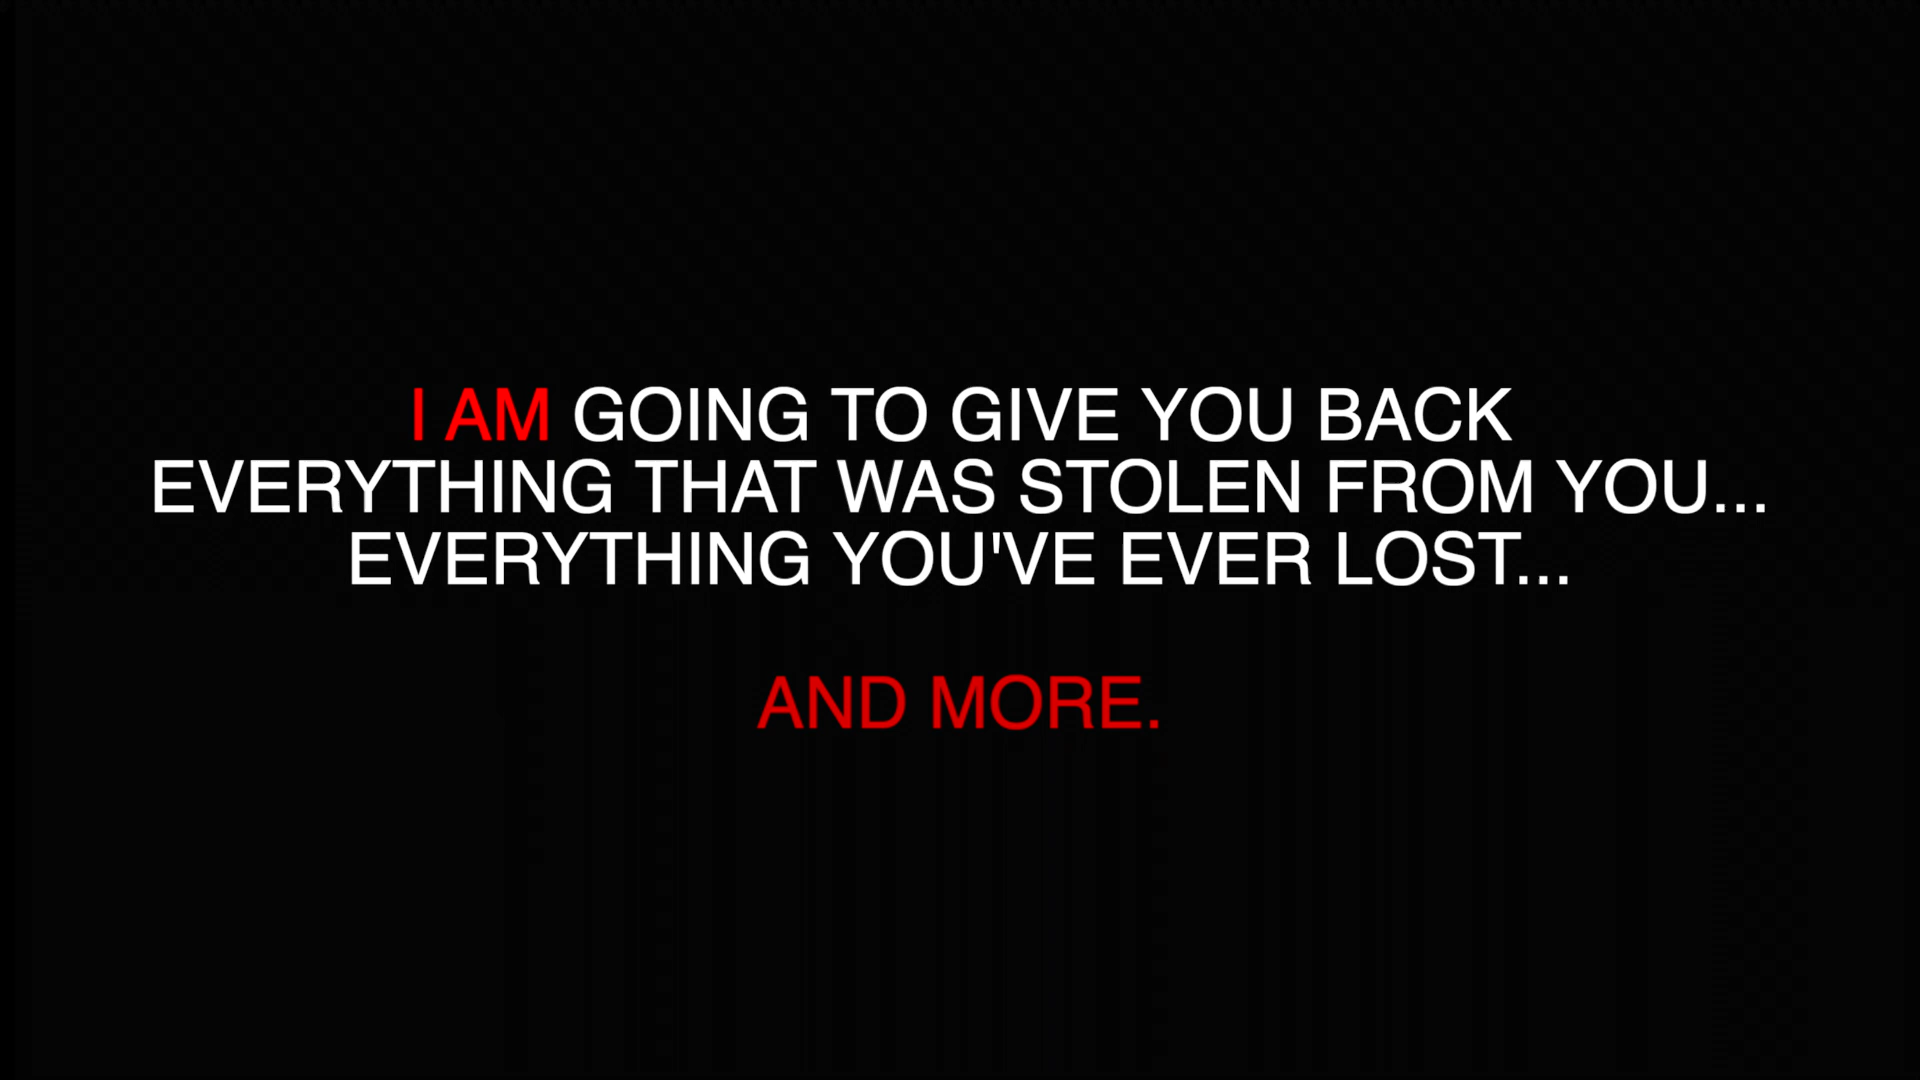 I AM GOING TO GIVE YOU BACK
EVERYTHING THAT WAS STOLEN FROM YOU...
EVERYTHING YOU'VE EVER LOST...
AND MORE.